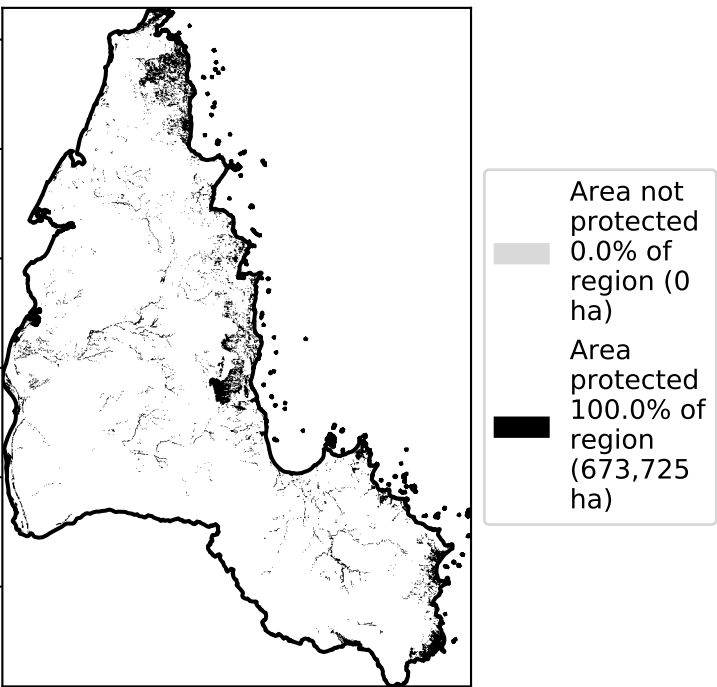 Area not
protected
0.0% of
region (0
ha)
Area
protected
100.0% of
region
(673,725
ha)